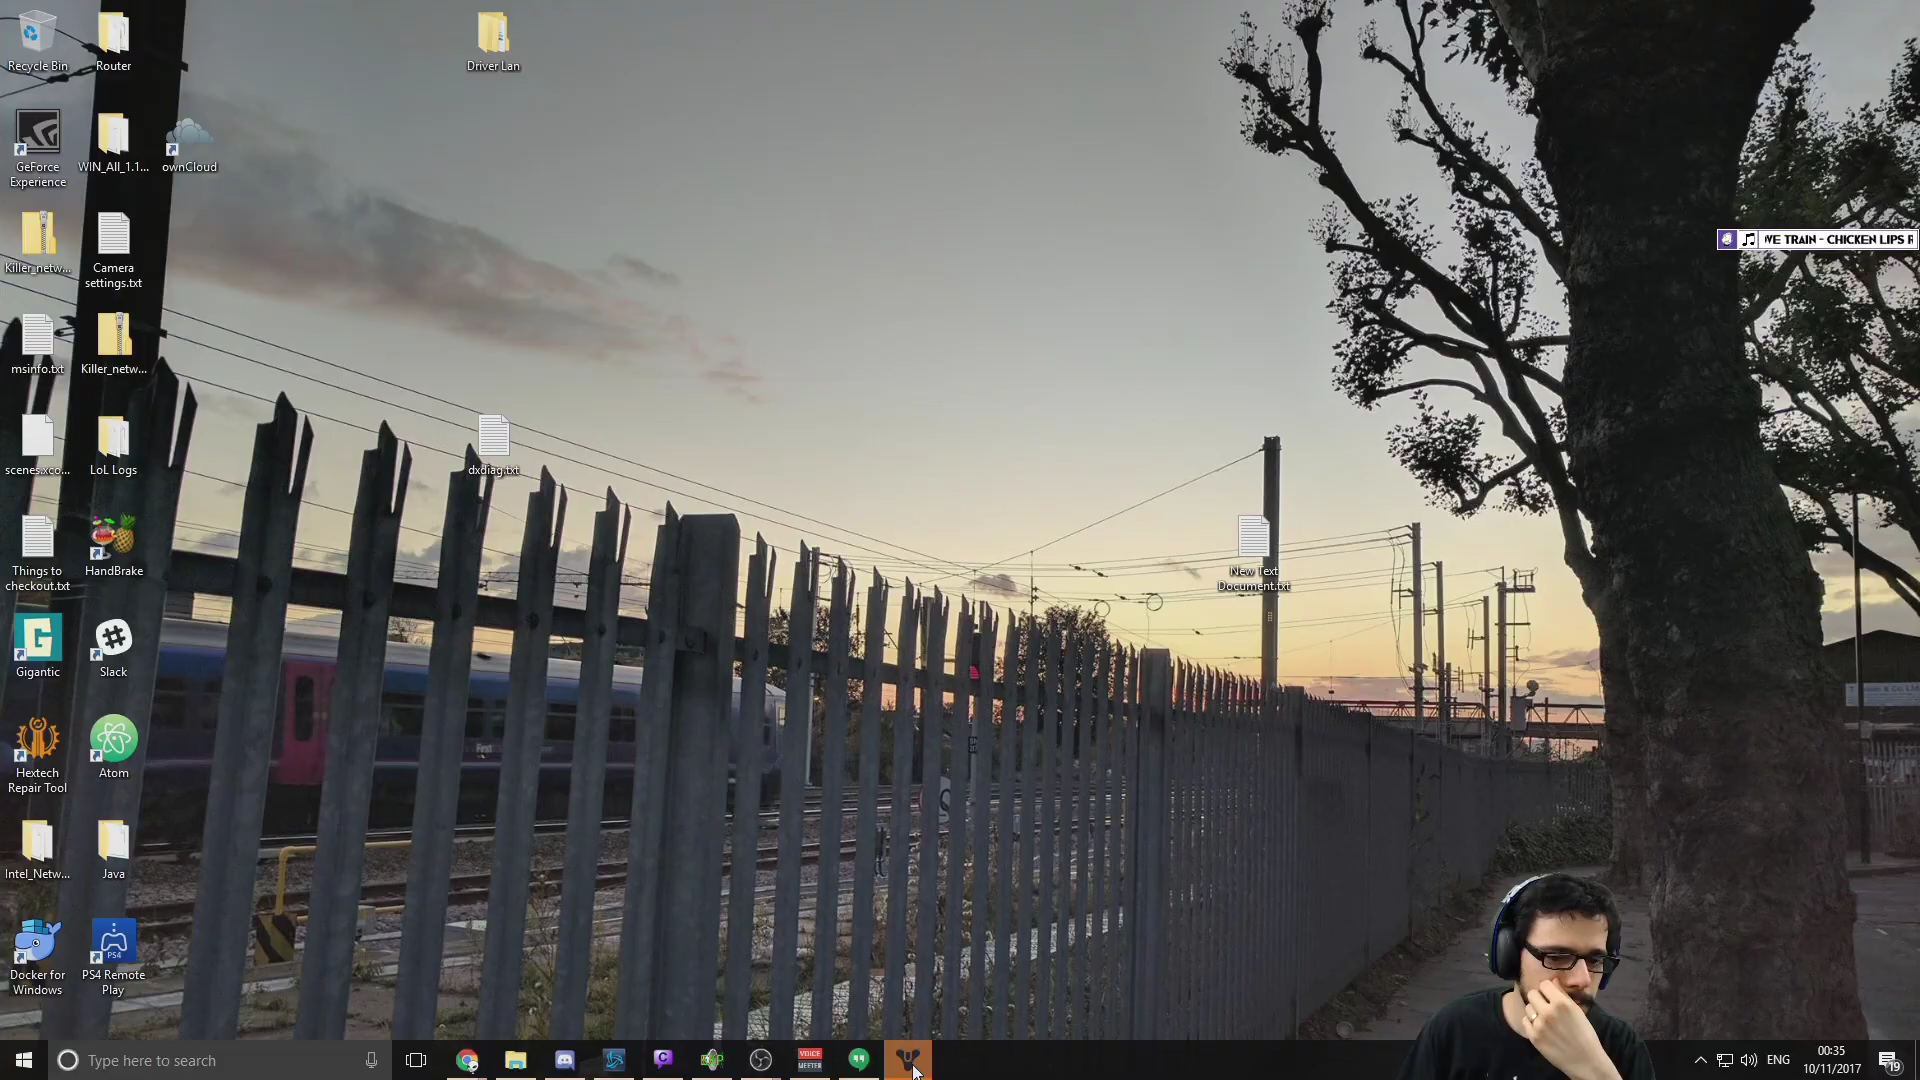 Recycle Bin
Router
Driver Lan
GeForce
Experience
WIN_All_1.1...
ownCloud
Killer_netw...
Camera
settings.txt
WE TRAIN - CHICKEN LIPS R
msinfo.txt
Killer_netw...
scenes.xco...
LoL Logs
dxdiag.txt
Things to
checkout.txt
HandBrake
New Text
Document.txt
G
Gigantic
Slack
Hextech
Repair Tool
Atom
Intel_Netw...
Java
PS4
Docker for
Windows
PS4 Remote
Play
Type here to search
VOICE
MEETER
ENG
00:35
10/11/2017
19